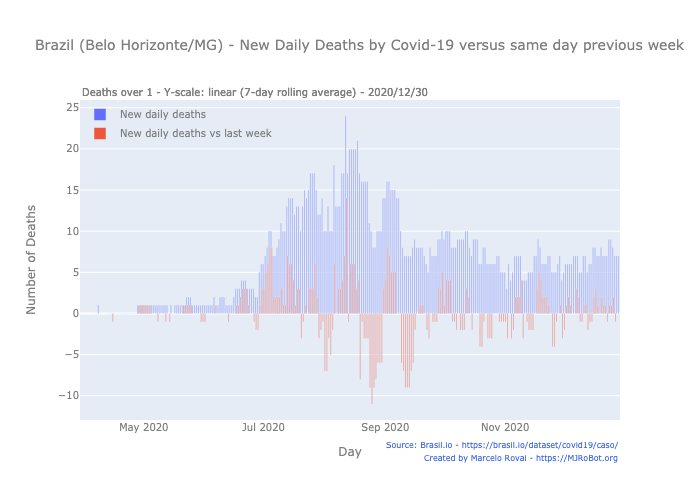 Brazil (Belo Horizonte/MG) - New Daily Deaths by Covid-19 versus same day previous week
Deaths over 1 - Y-scale: linear (7-day rolling average) - 2020/12/30
New daily deaths
New daily deaths vs last week
25
20
15
10
5
0
−5
−10
Number of Deaths
May 2020
Jul 2020
Sep 2020
Nov 2020
Day
Source: Brasil.io - https://brasil.io/dataset/covid19/caso/
Created by Marcelo Rovai - https://MJRoBot.org